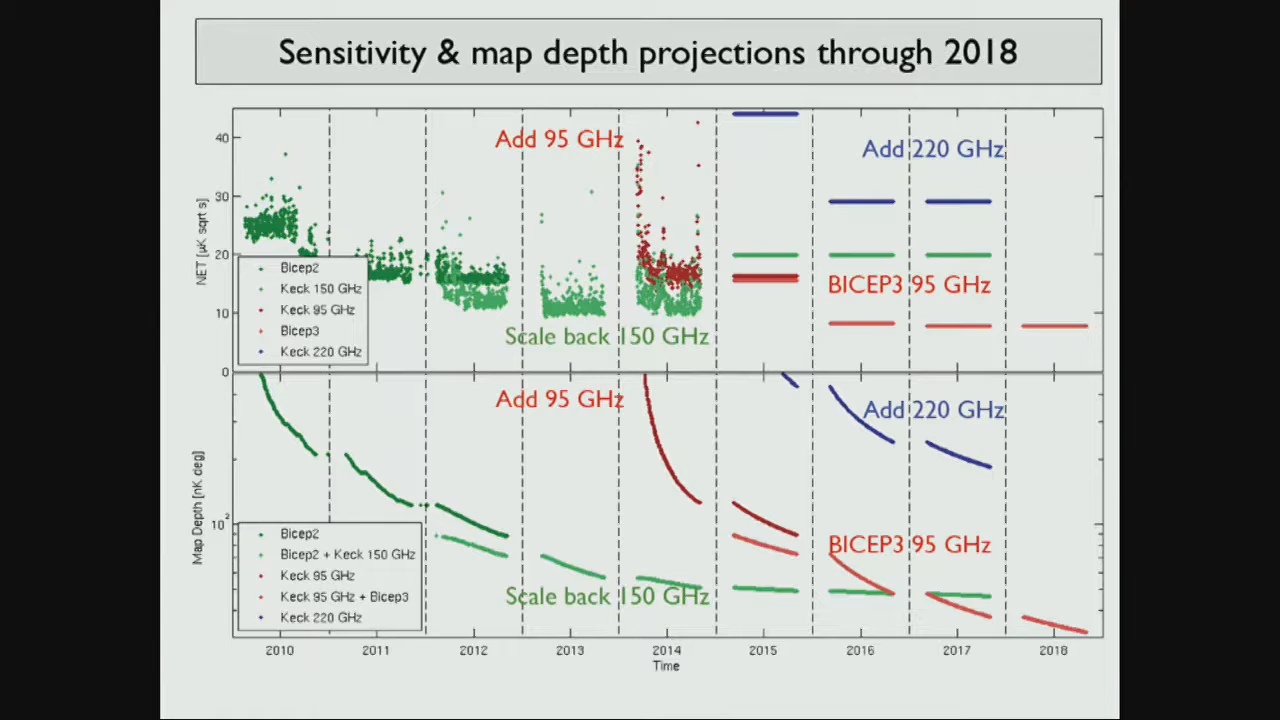 Sensitivity & map depth projections through 2018
NET [µK sqrt s]
40
30
20
10
0
Add 95 GHz
Add 220 GHz
BICEP3 95 GHz
Scale back 150 GHz
Bicep2
Keck 150 GHz
Keck 95 GHz
Bicep3
Keck 220 GHz
Map Depth [nK deg]
10²
Add 95 GHz
Add 220 GHz
BICEP3 95 GHz
Scale back 150 GHz
Bicep2
Bicep2 + Keck 150 GHz
Keck 95 GHz
Keck 95 GHz + Bicep3
Keck 220 GHz
2010 2011 2012 2013 2014 2015 2016 2017 2018
Time